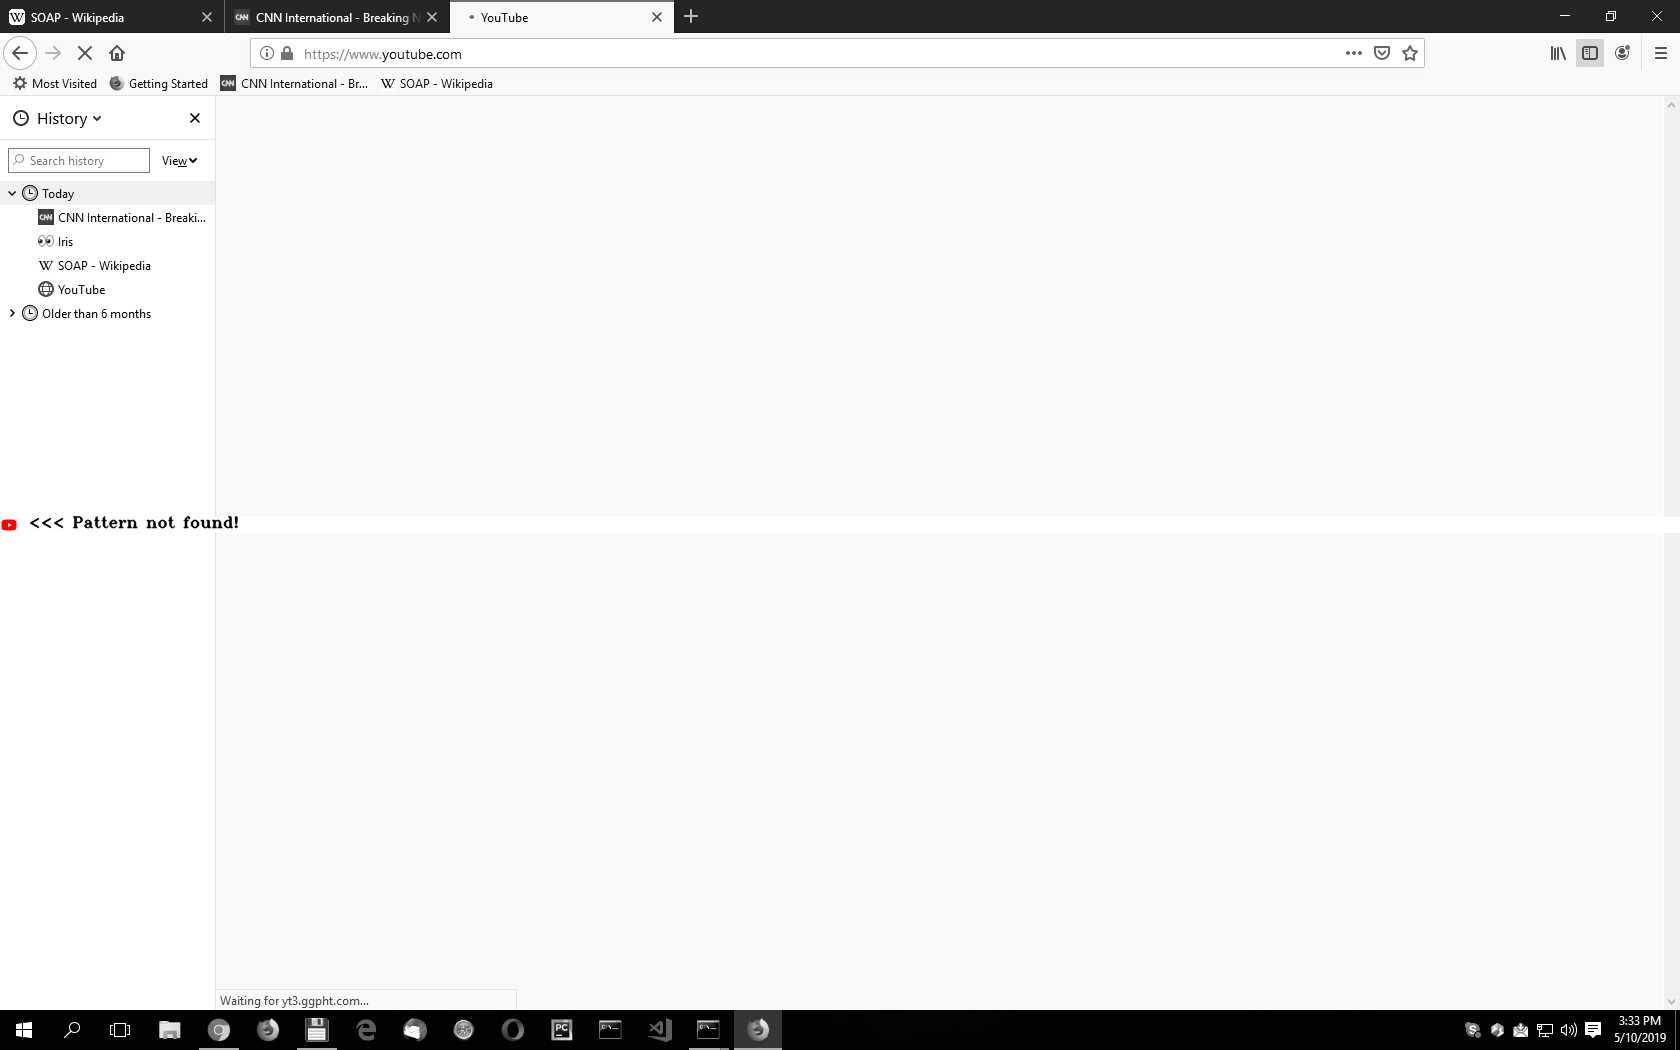 SOAP - Wikipedia
CNN International - Breaking N
YouTube
https://www.youtube.com
Most Visited
Getting Started
CNN International - Br...
SOAP - Wikipedia
History
Search history
View
Today
CNN International - Breaki...
Iris
SOAP - Wikipedia
YouTube
Older than 6 months
<<< Pattern not found!
Waiting for yt3.ggpht.com...
3:33 PM
5/10/2019